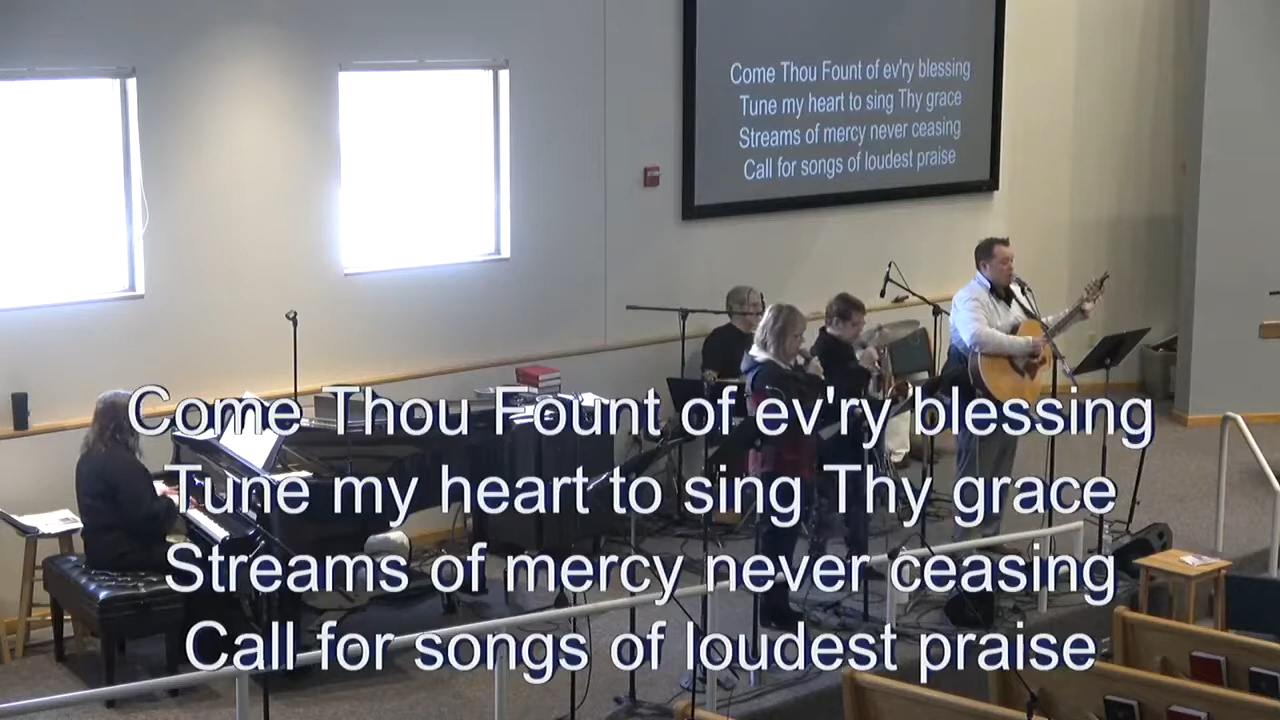 Come Thou Fount of ev'ry blessing
Tune my heart to sing Thy grace
Streams of mercy never ceasing
Call for songs of loudest praise
Come Thou Fount of ev'ry blessing
Tune my heart to sing Thy grace
Streams of mercy never ceasing
Call for songs of loudest praise